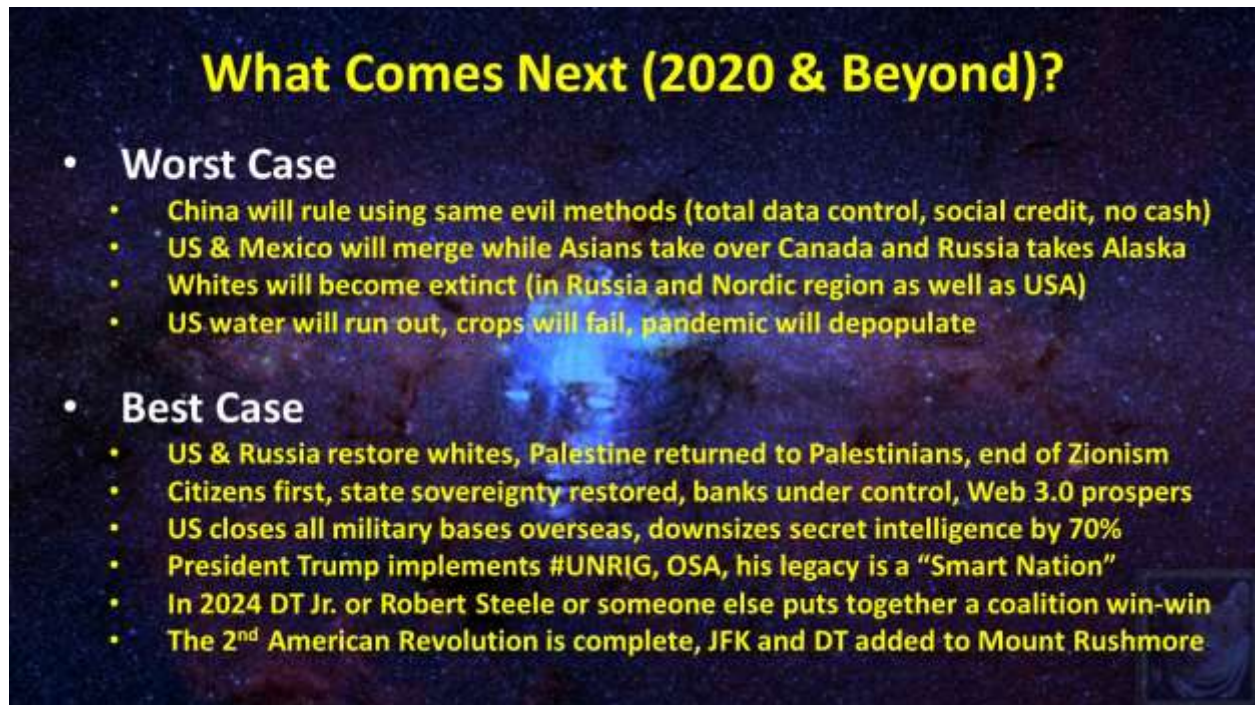 What Comes Next (2020 & Beyond)?
• Worst Case
• China will rule using same evil methods (total data control, social credit, no cash)
• US & Mexico will merge while Asians take over Canada and Russia takes Alaska
• Whites will become extinct (in Russia and Nordic region as well as USA)
• US water will run out, crops will fail, pandemic will depopulate
• Best Case
• US & Russia restore whites, Palestine returned to Palestinians, end of Zionism
• Citizens first, state sovereignty restored, banks under control, Web 3.0 prospers
• US closes all military bases overseas, downsizes secret intelligence by 70%
• President Trump implements #UNRIG, OSA, his legacy is a “Smart Nation”
• In 2024 DT Jr. or Robert Steele or someone else puts together a coalition win-win
• The 2nd American Revolution is complete, JFK and DT added to Mount Rushmore